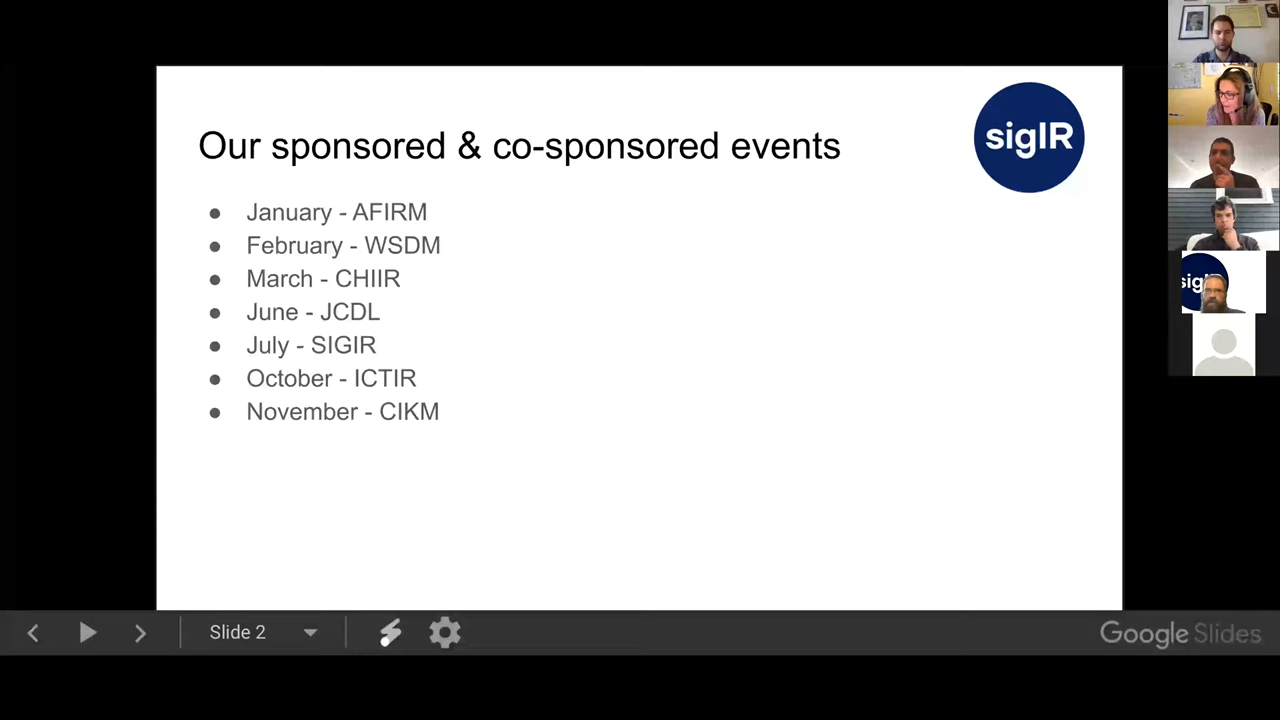 Our sponsored & co-sponsored events
sigIR
● January - AFIRM
● February - WSDM
● March - CHIIR
● June - JCDL
● July - SIGIR
● October - ICTIR
● November - CIKM
sigI
Slide 2
Google Slides